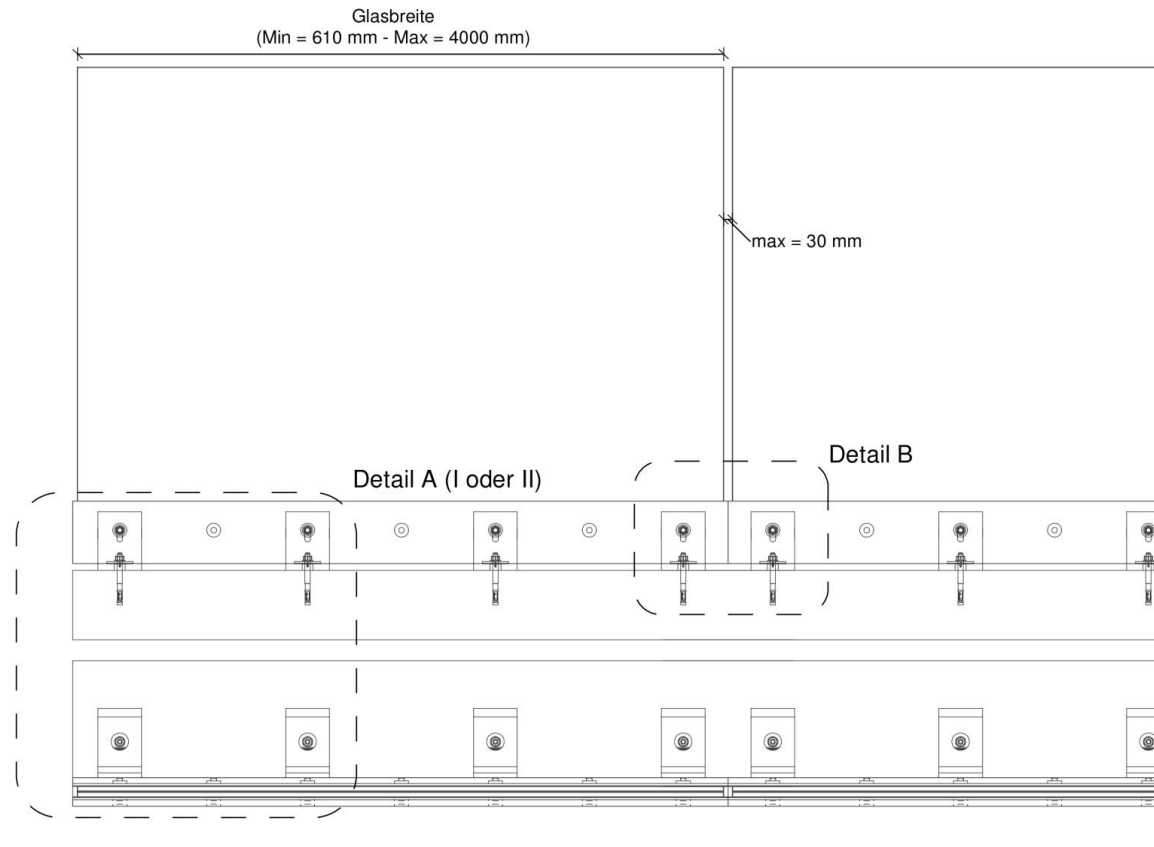 Glasbreite
(Min = 610 mm - Max = 4000 mm)
max = 30 mm
Detail B
Detail A (I oder II)